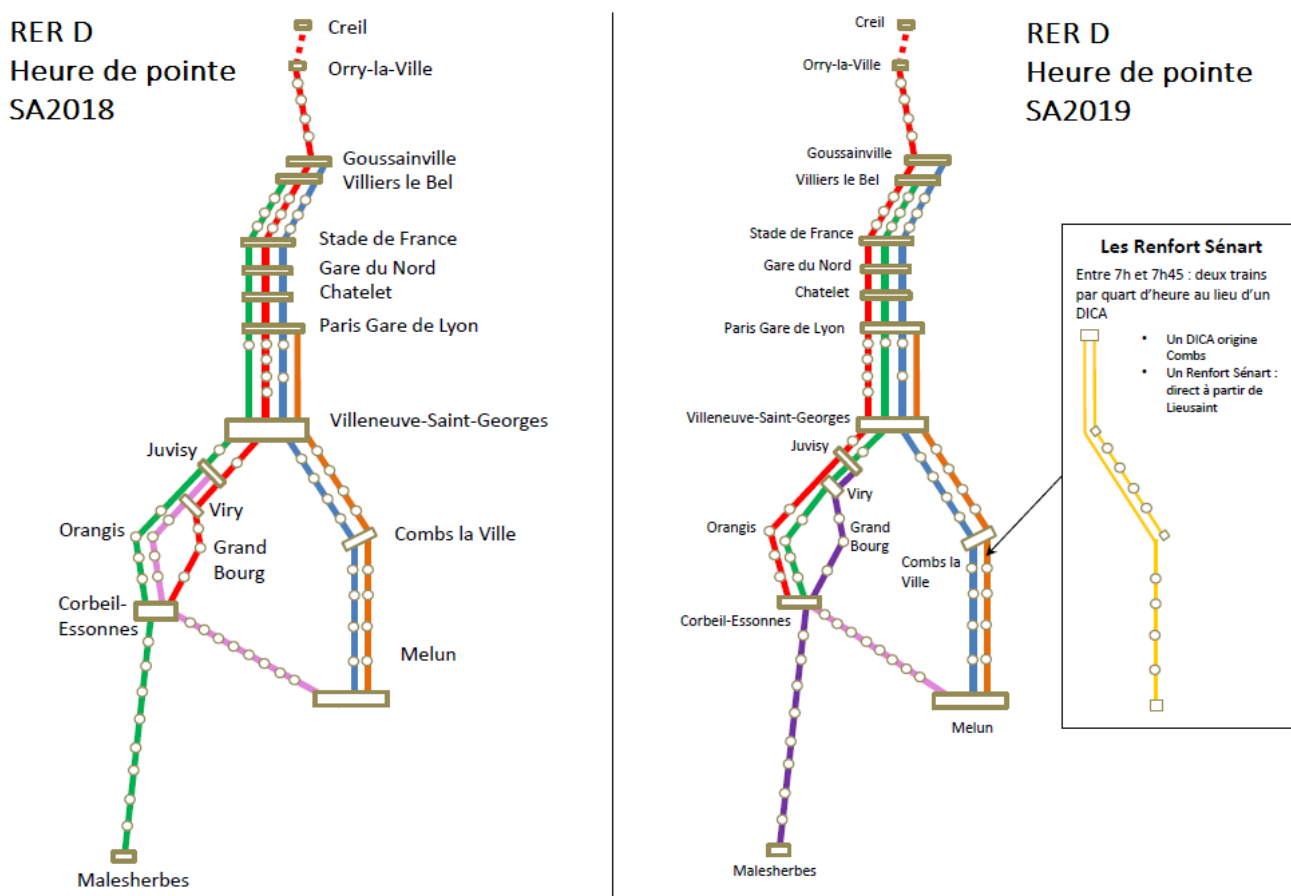 RER D
Heure de pointe
SA2018
Creil
Orry-la-Ville
Goussainville
Villiers le Bel
Stade de France
Gare du Nord
Chatelet
Paris Gare de Lyon
Villeneuve-Saint-Georges
Juvisy
Viry
Orangis
Grand
Bourg
Combs la Ville
Corbeil-
Essonnes
Melun
Malesherbes
RER D
Heure de pointe
SA2019
Creil
Orry-la-Ville
Goussainville
Villiers le Bel
Stade de France
Gare du Nord
Chatelet
Paris Gare de Lyon
Villeneuve-Saint-Georges
Juvisy
Viry
Orangis
Grand
Bourg
Combs la
Ville
Corbeil-Essonnes
Melun
Malesherbes
Les Renfort Sénart
Entre 7h et 7h45 : deux trains
par quart d'heure au lieu d'un
DICA
• Un DICA origine
Combs
• Un Renfort Sénart :
direct à partir de
Lieusaint